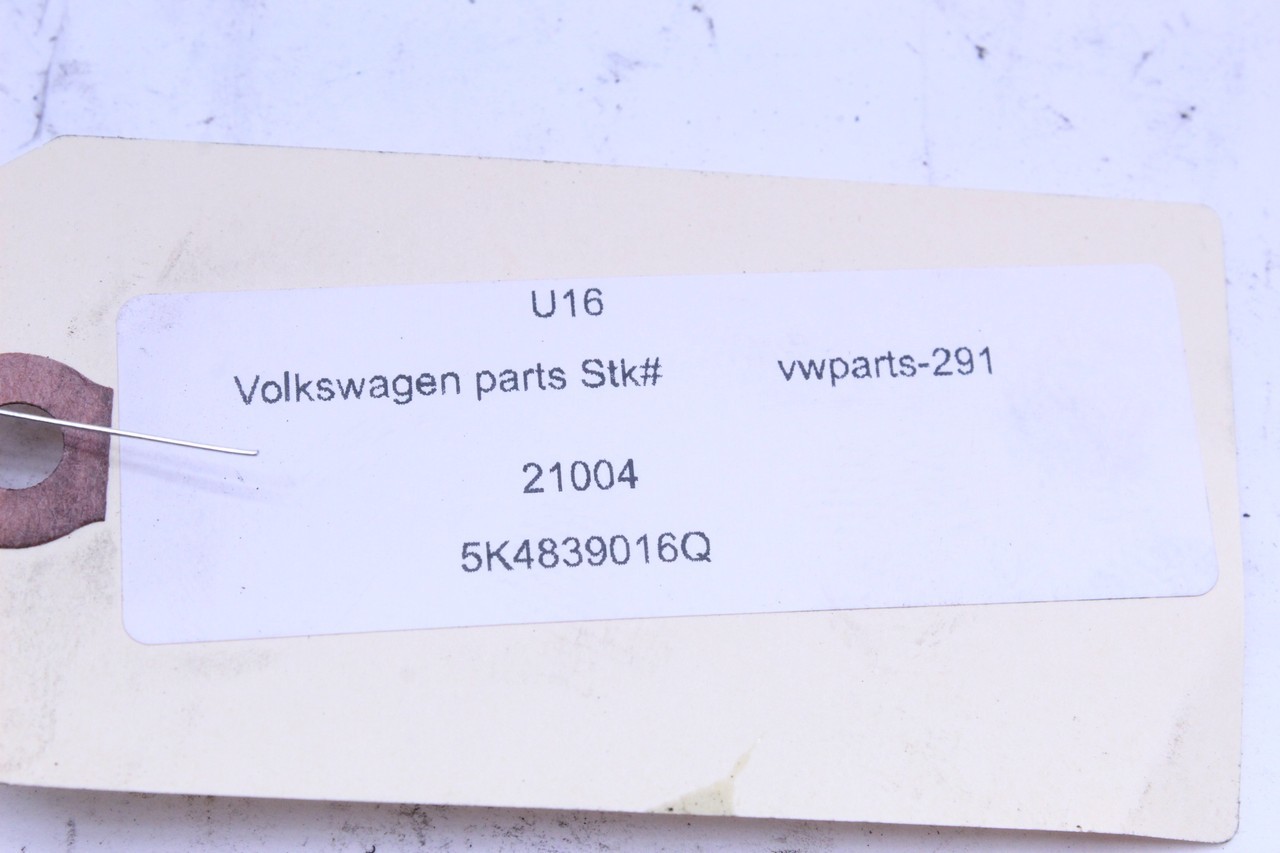 U16
Volkswagen parts Stk# vwparts-291
21004
5K4839016Q